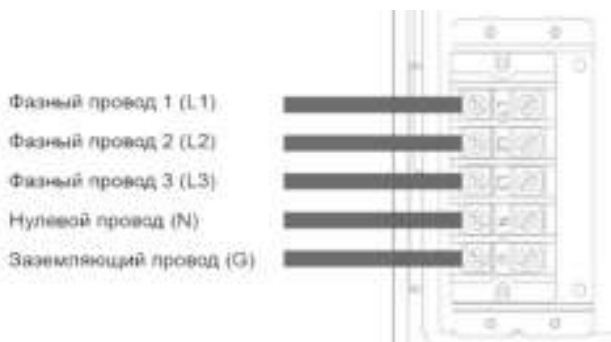 Фазный провод 1 (L1)
Фазный провод 2 (L2)
Фазный провод 3 (L3)
Нулевой провод (N)
Заземляющий провод (G)